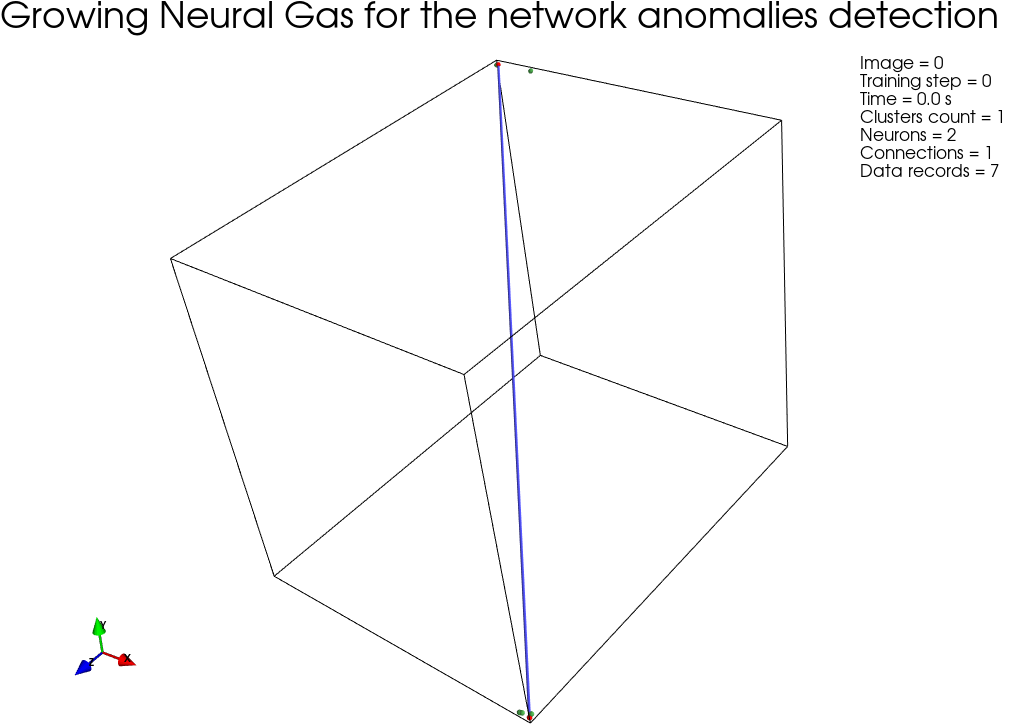 Growing Neural Gas for the network anomalies detection
Image = 0
Training step = 0
Time = 0.0 s
Clusters count = 1
Neurons = 2
Connections = 1
Data records = 7
Y
Z
X